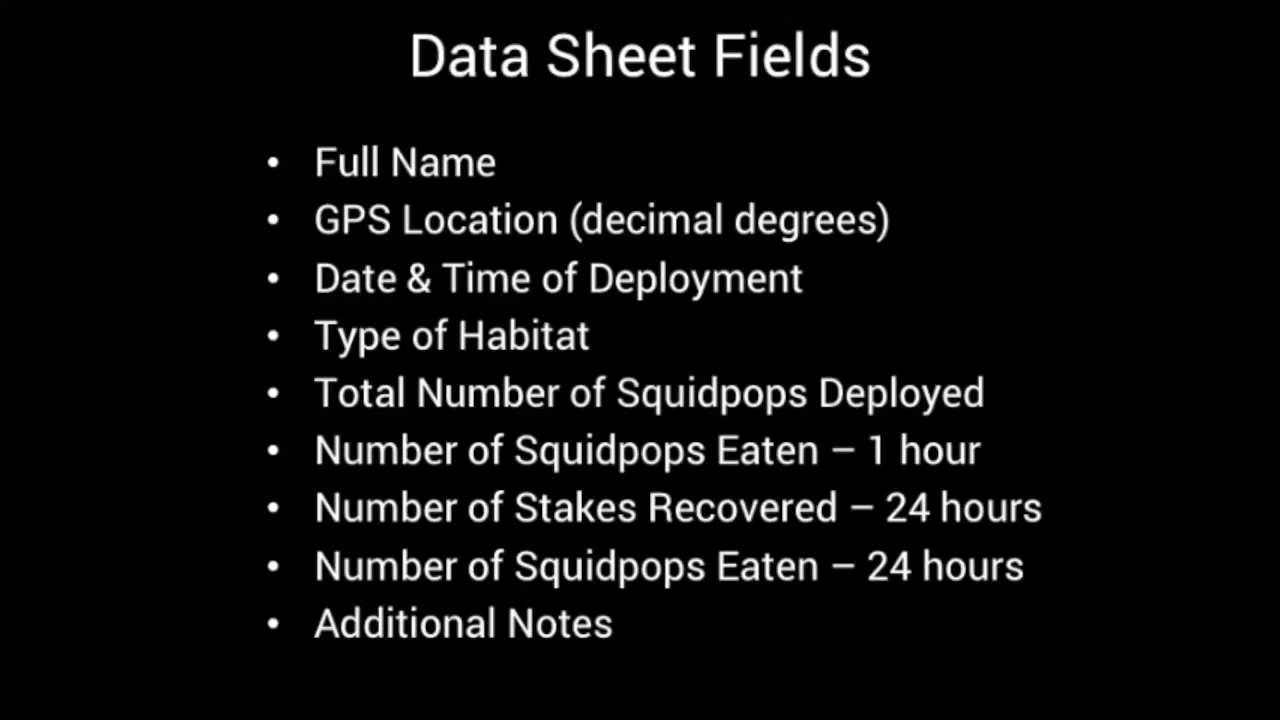 Data Sheet Fields
• Full Name
• GPS Location (decimal degrees)
• Date & Time of Deployment
• Type of Habitat
• Total Number of Squidpops Deployed
• Number of Squidpops Eaten – 1 hour
• Number of Stakes Recovered – 24 hours
• Number of Squidpops Eaten – 24 hours
• Additional Notes